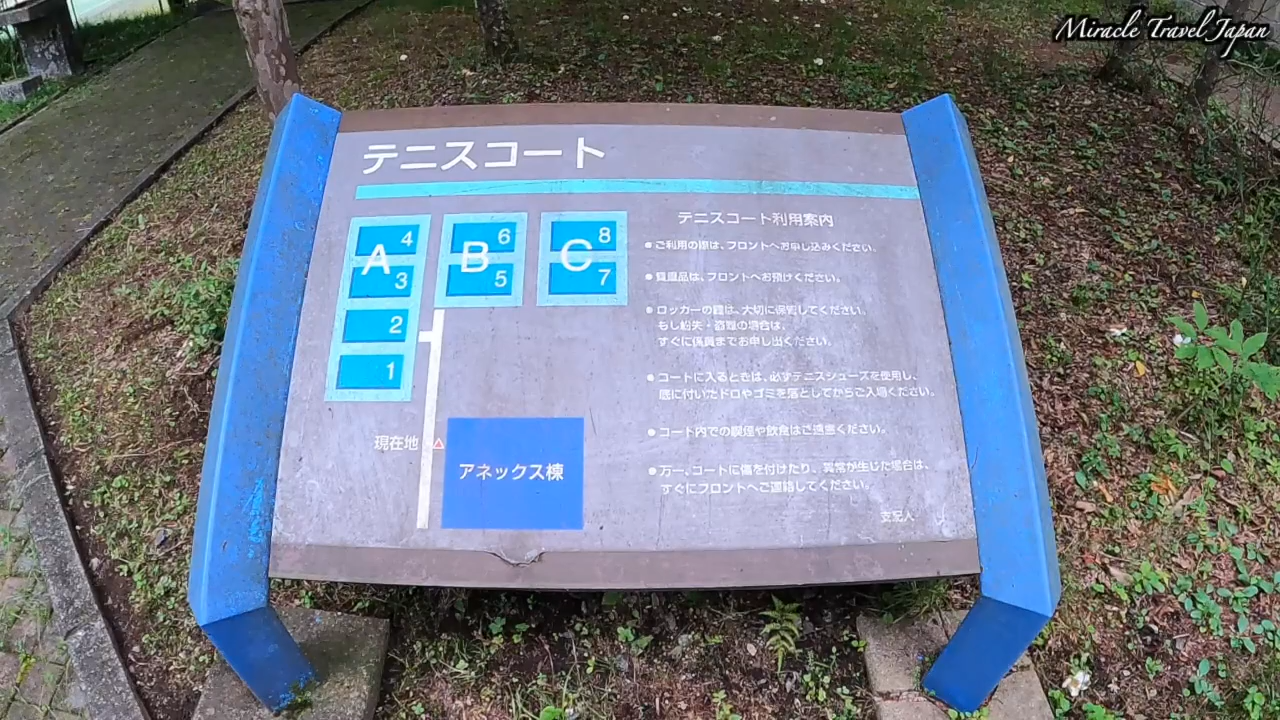 Miracle Travel Japan
テニスコート
A 4
3
2
1
B 6
5
C 8
7
現在地
アネックス棟
テニスコート利用案内
●ご利用の際は、フロントへお申し込みください。
●貴重品は、フロントへお預けください。
●ロッカーの鍵は、大切に保管してください。
もし紛失・盗難の場合は、
すぐに係員までお申し出ください。
●コートに入るときは、必ずテニスシューズを使用し、
底に付いたドロやゴミを落としてからご入場ください。
●コート内での喫煙や飲食はご遠慮ください。
●万一、コートに傷を付けたり、異常が生じた場合は、
すぐにフロントへご連絡してください。
支配人